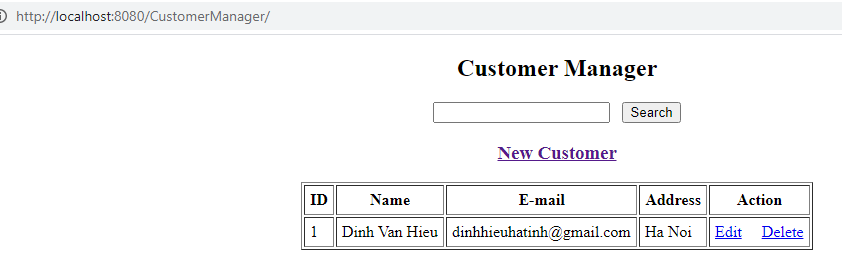 http://localhost:8080/CustomerManager/
Customer Manager
Search
New Customer
ID Name E-mail Address Action
1 Dinh Van Hieu dinhhieuhatinh@gmail.com Ha Noi Edit Delete